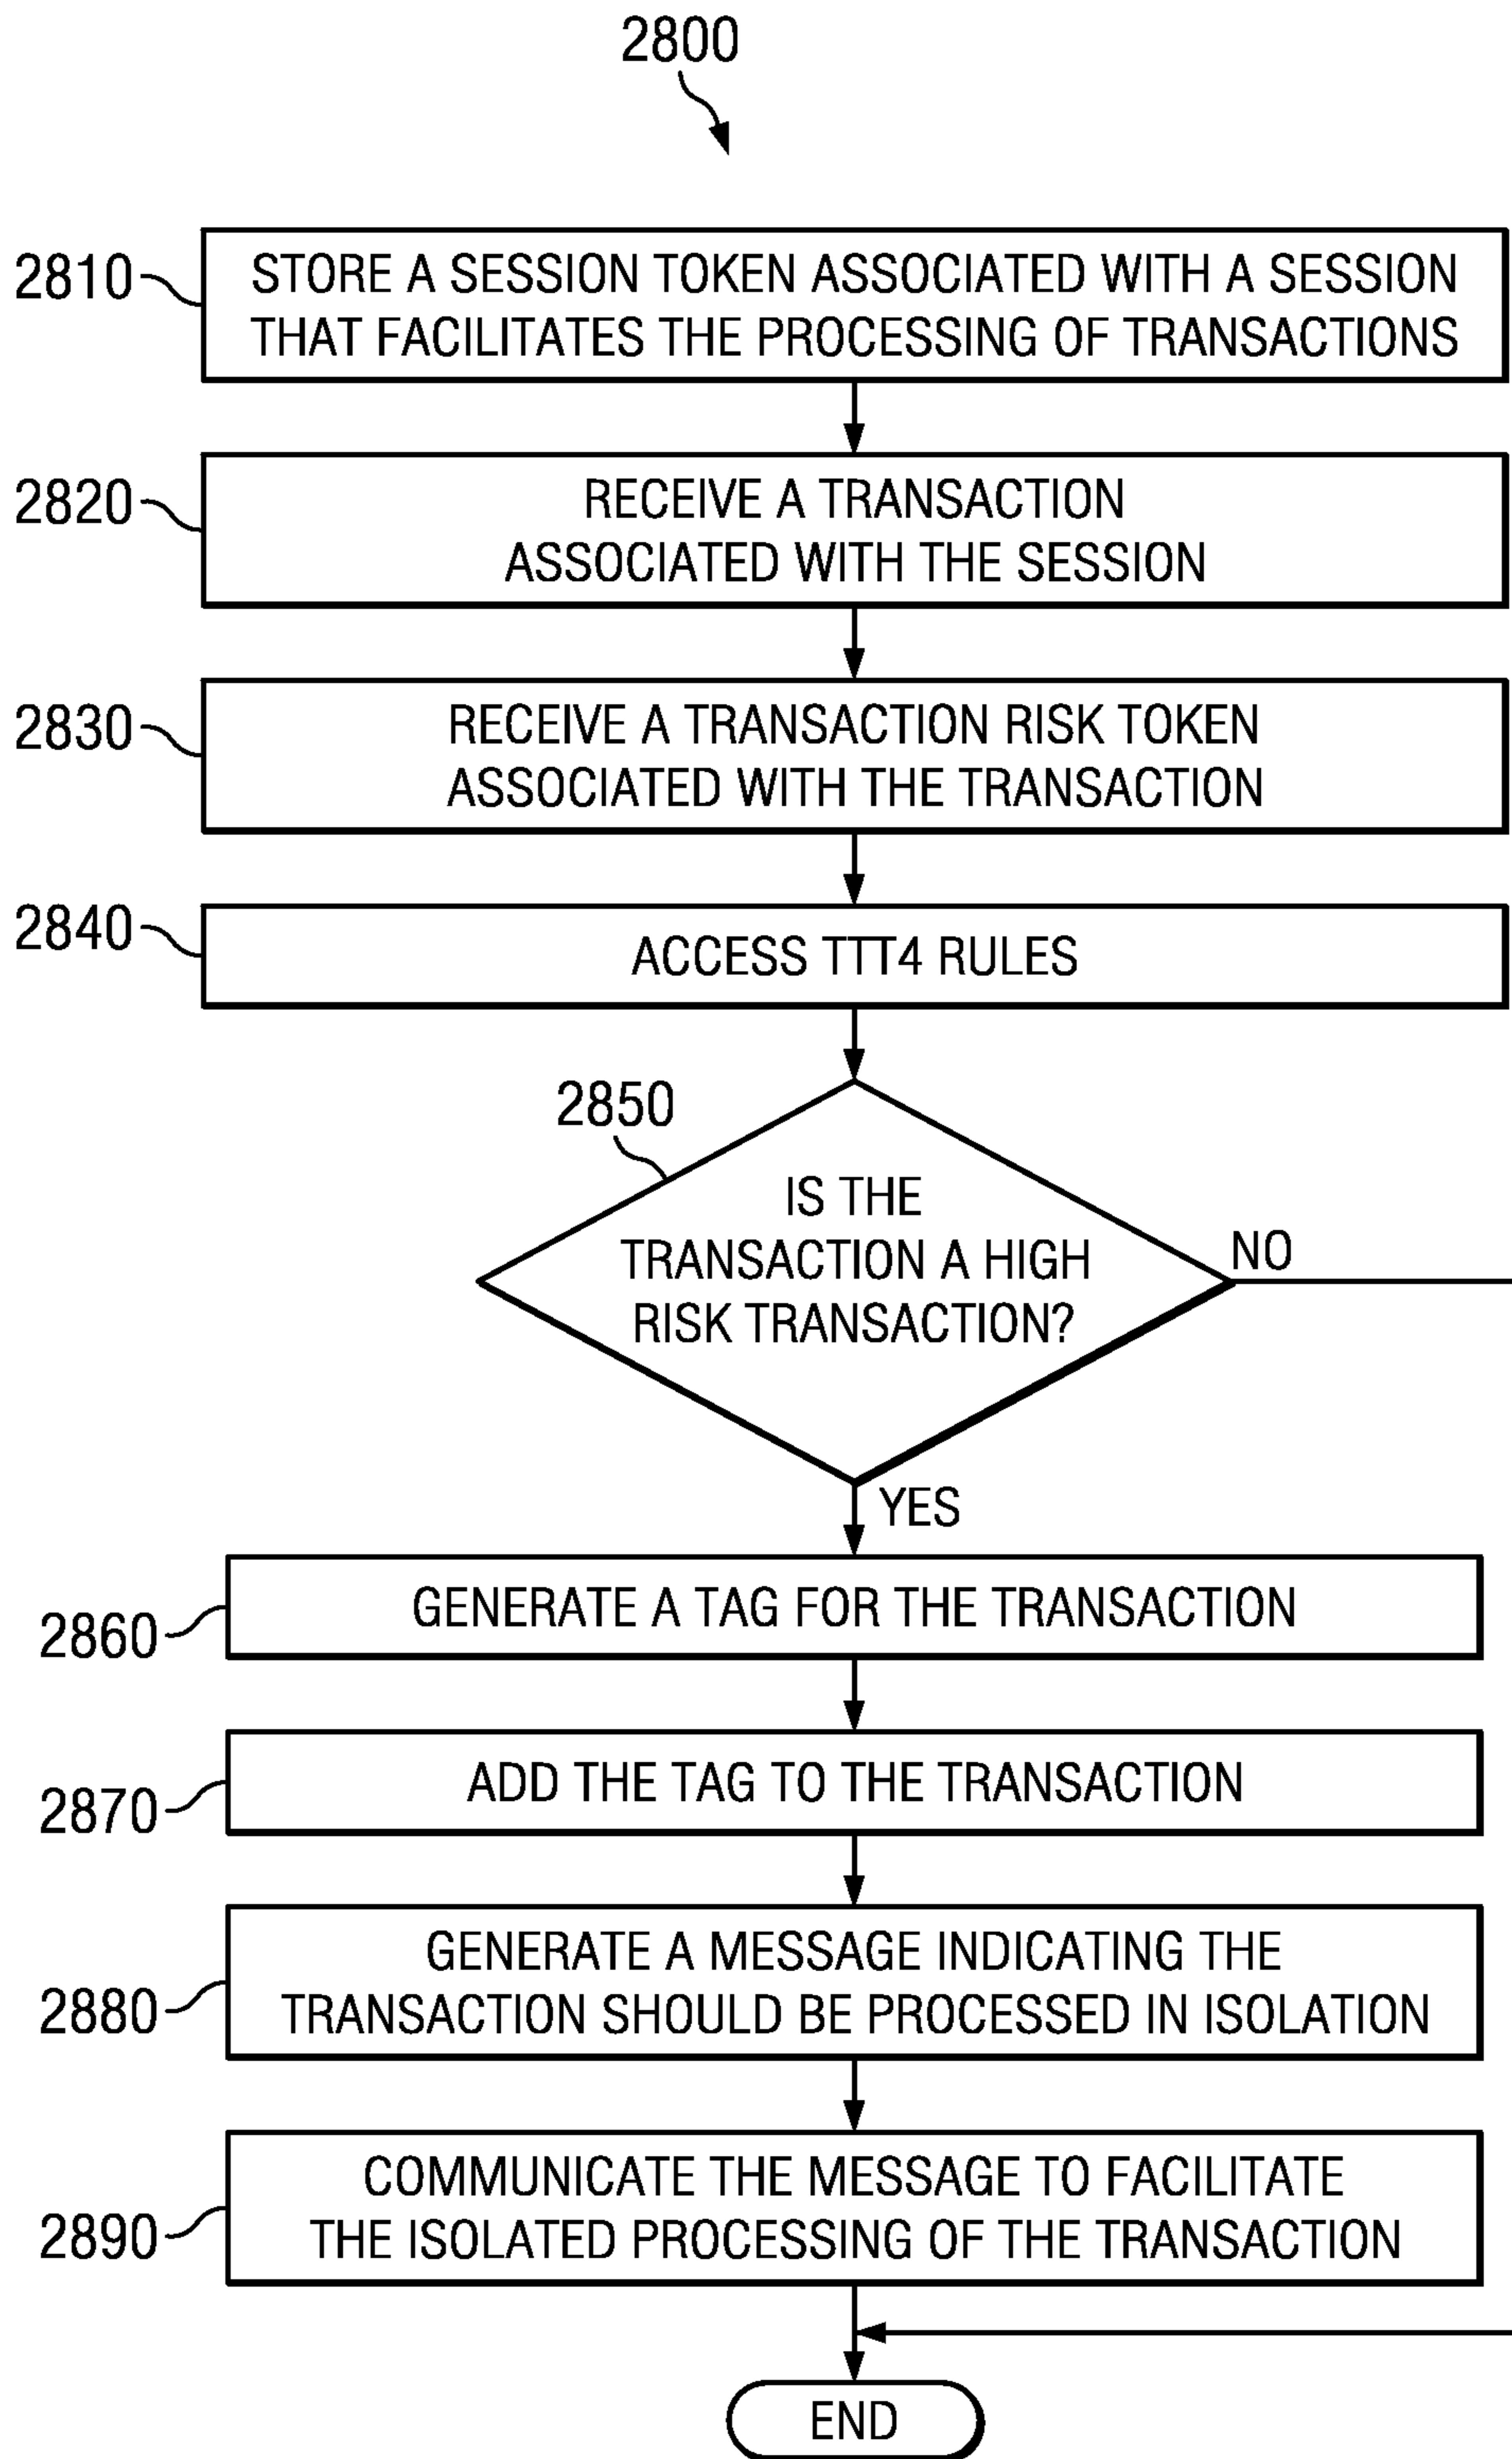 2800
2810
STORE A SESSION TOKEN ASSOCIATED WITH A SESSION
THAT FACILITATES THE PROCESSING OF TRANSACTIONS
2820
RECEIVE A TRANSACTION
ASSOCIATED WITH THE SESSION
2830
RECEIVE A TRANSACTION RISK TOKEN
ASSOCIATED WITH THE TRANSACTION
2840
ACCESS TTT4 RULES
2850
IS THE
TRANSACTION A HIGH
RISK TRANSACTION?
NO
YES
2860
GENERATE A TAG FOR THE TRANSACTION
2870
ADD THE TAG TO THE TRANSACTION
2880
GENERATE A MESSAGE INDICATING THE
TRANSACTION SHOULD BE PROCESSED IN ISOLATION
2890
COMMUNICATE THE MESSAGE TO FACILITATE
THE ISOLATED PROCESSING OF THE TRANSACTION
END